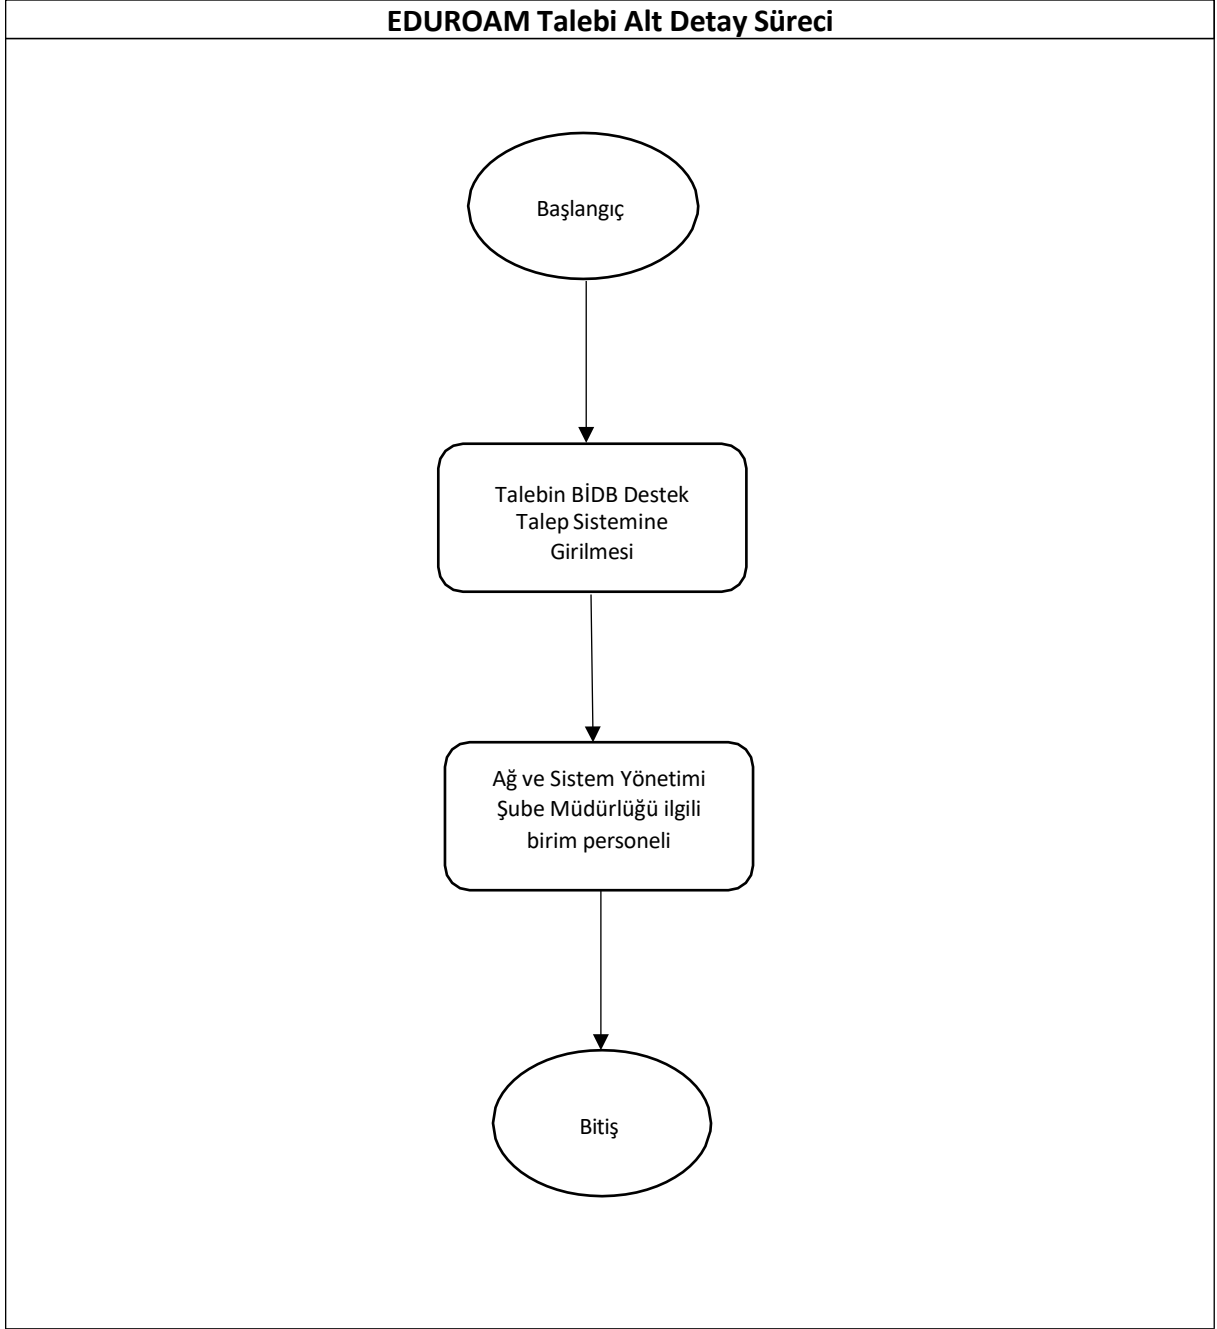 EDUROAM Talebi Alt Detay Süreci
Başlangıç
Talebin BİDB Destek
Talep Sistemine
Girilmesi
Ağ ve Sistem Yönetimi
Şube Müdürlüğü ilgili
birim personeli
Bitiş